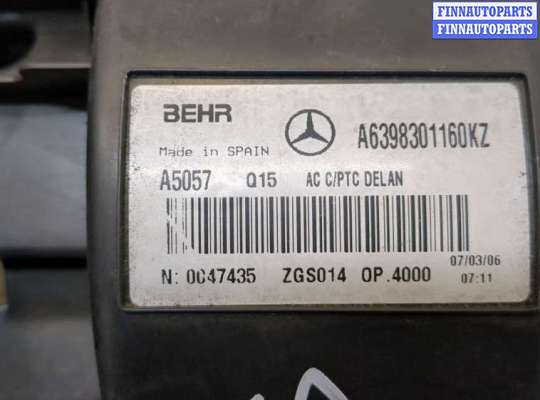 FINNAUTOPARTS
FINNAUTOPARTS
BEHR
A6398301160KZ
Made in SPAIN
A5057 Q15 AC C/PTC DELAN
N: 0047435 ZGS014 OP.4000
07/03/06
07:11